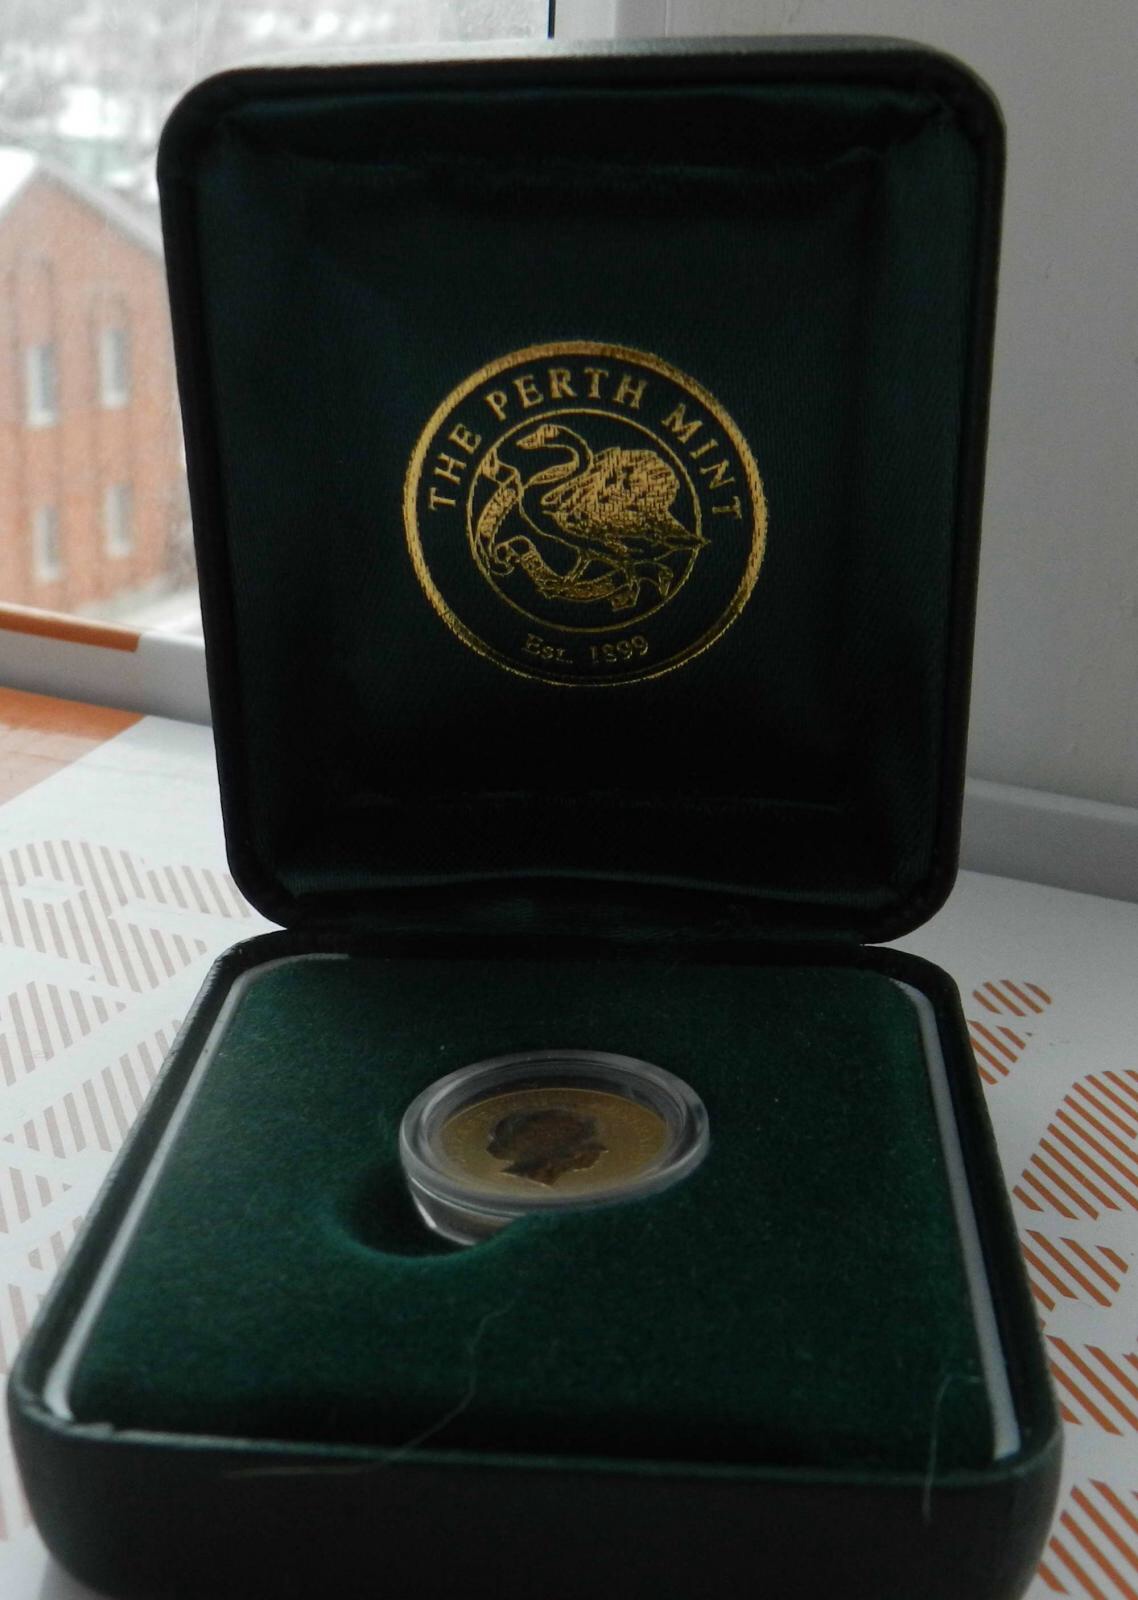 THE PERTH MINT
EST. 1899